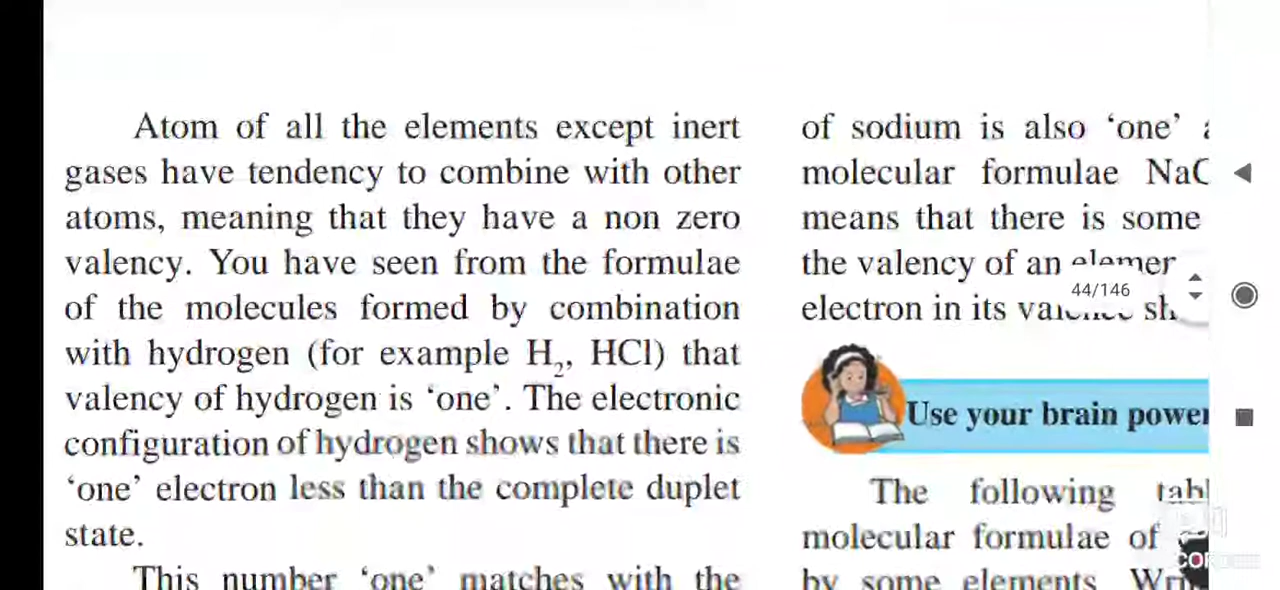 Atom of all the elements except inert
gases have tendency to combine with other
atoms, meaning that they have a non zero
valency. You have seen from the formulae
of the molecules formed by combination
with hydrogen (for example H₂, HCl) that
valency of hydrogen is ‘one’. The electronic
configuration of hydrogen shows that there is
‘one’ electron less than the complete duplet
state.
This number ‘one’ matches with the
of sodium is also ‘one’
molecular formulae NaC
means that there is some
the valency of an
electron in its
44/146
Use your brain power
The following
molecular formulae of
by some elements.